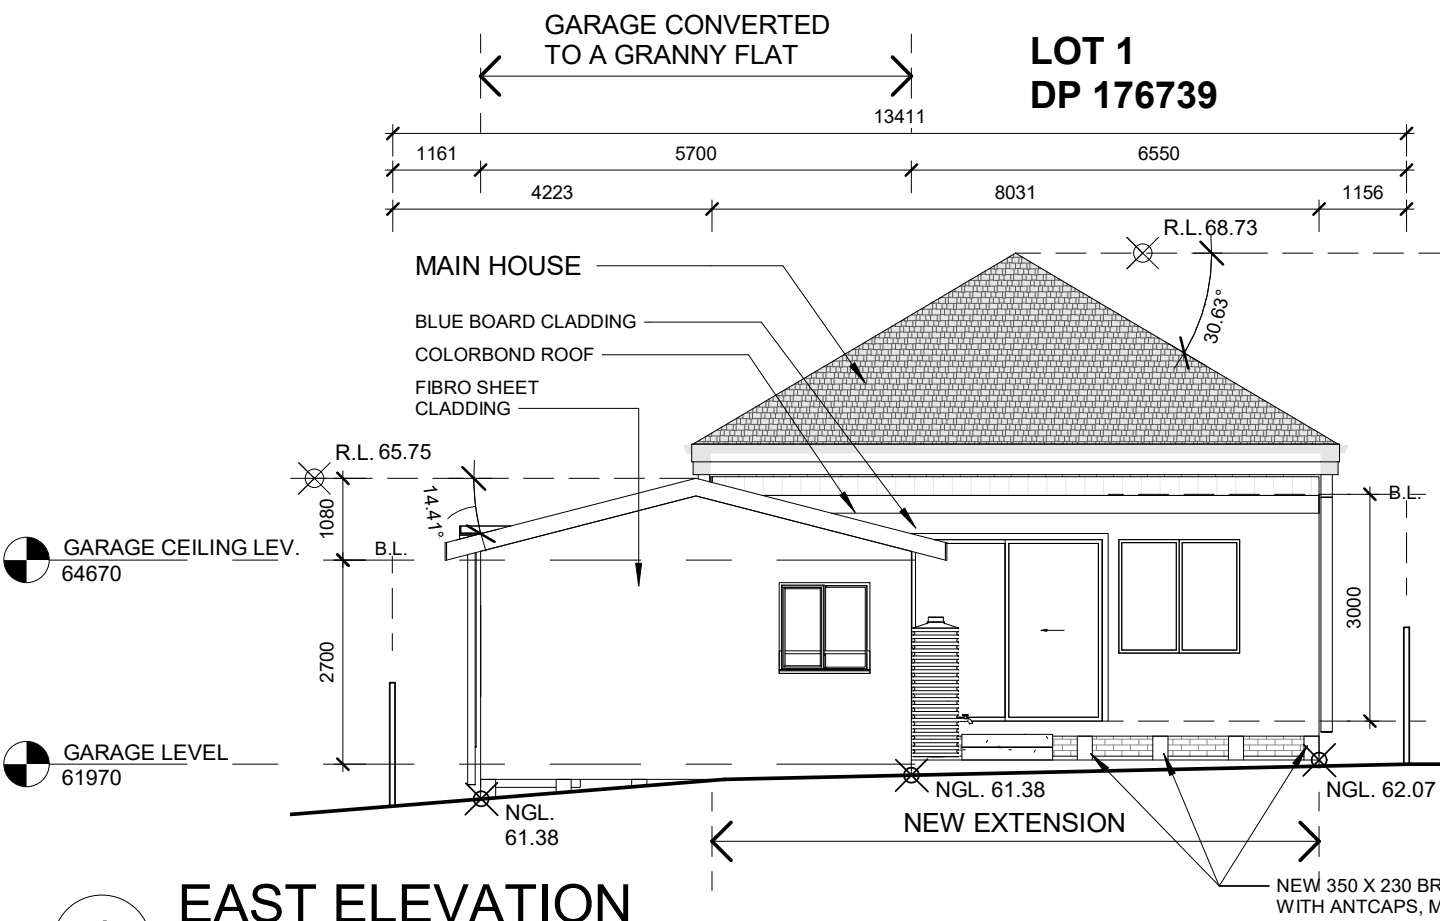 GARAGE CONVERTED
TO A GRANNY FLAT
LOT 1
DP 176739
13411
1161
5700
6550
4223
8031
1156
R.L. 68.73
30.63°
MAIN HOUSE
BLUE BOARD CLADDING
COLORBOND ROOF
FIBRO SHEET
CLADDING
R.L. 65.75
14.41°
1080
B.L.
B.L.
GARAGE CEILING LEV.
64670
2700
3000
GARAGE LEVEL
61970
NGL.
61.38
NGL. 61.38
NGL. 62.07
NEW EXTENSION
NEW 350 X 230 BR
WITH ANTCAPS, M
EAST ELEVATION